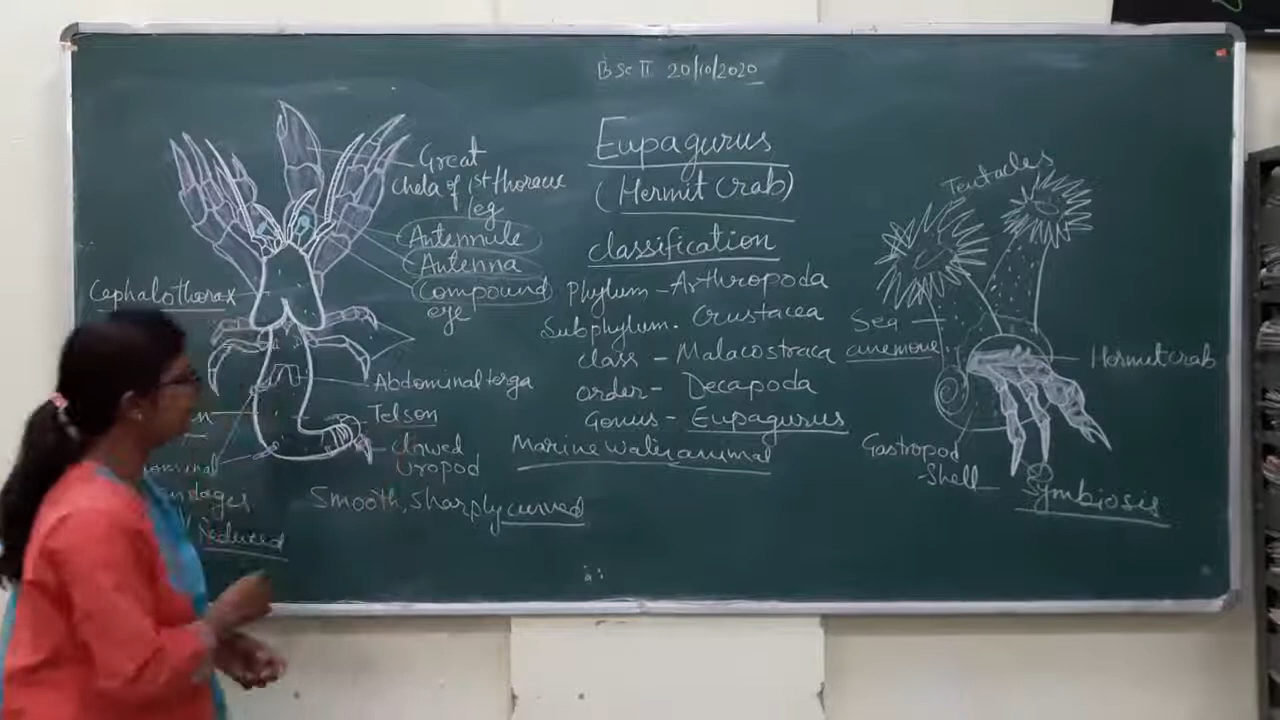 BSc II 20/10/2020
Eupagurus
(Hermit Crab)
classification
Phylum - Arthropoda
Subphylum - Crustacea
class - Malacostraca
order - Decapoda
Genus - Eupagurus
Marine water animal
Great
chela of 1st thoracic
leg
Antennule
Antenna
Compound
eye
Cephalothorax
Abdominal terga
Telson
clawed
Uropod
Reduced
Smooth, sharply curved
Tentacles
Sea
anemone
Hermit crab
Gastropod
Shell
Symbiosis